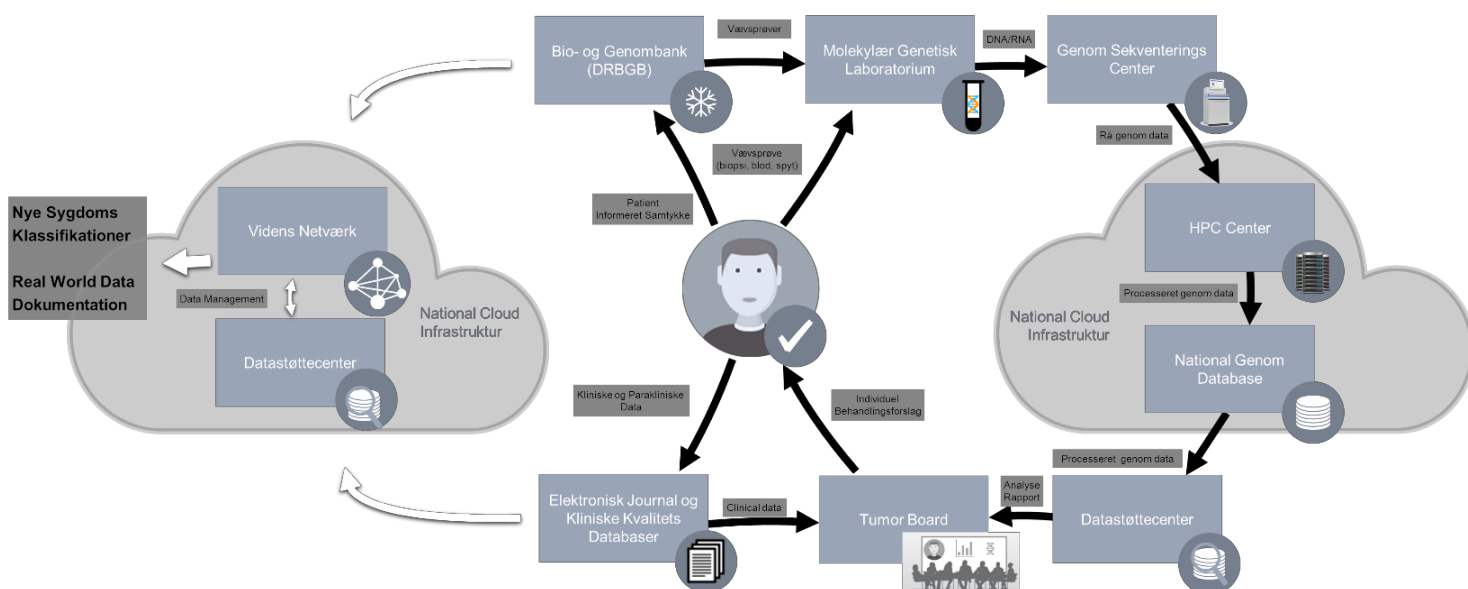 Bio- og Genombank
(DRBGB)
Vævsprøver
Molekylær Genetisk
Laboratorium
DNA/RNA
Genom Sekventerings
Center
Rå genom data
Vævsprøve
(biopsi, blod, spyt)
Patient
Informeret Samtykke
Nye Sygdoms
Klassifikationer
Real World Data
Dokumentation
Videns Netværk
Data Management
National Cloud
Infrastruktur
Datastøttecenter
HPC Center
Processeret genom data
National Cloud
Infrastruktur
National Genom
Database
Kliniske og Parakliniske
Data
Individuel
Behandlingsforslag
Processeret genom data
Elektronisk Journal og
Kliniske Kvalitets
Databaser
Clinical data
Tumor Board
Analyse
Rapport
Datastøttecenter